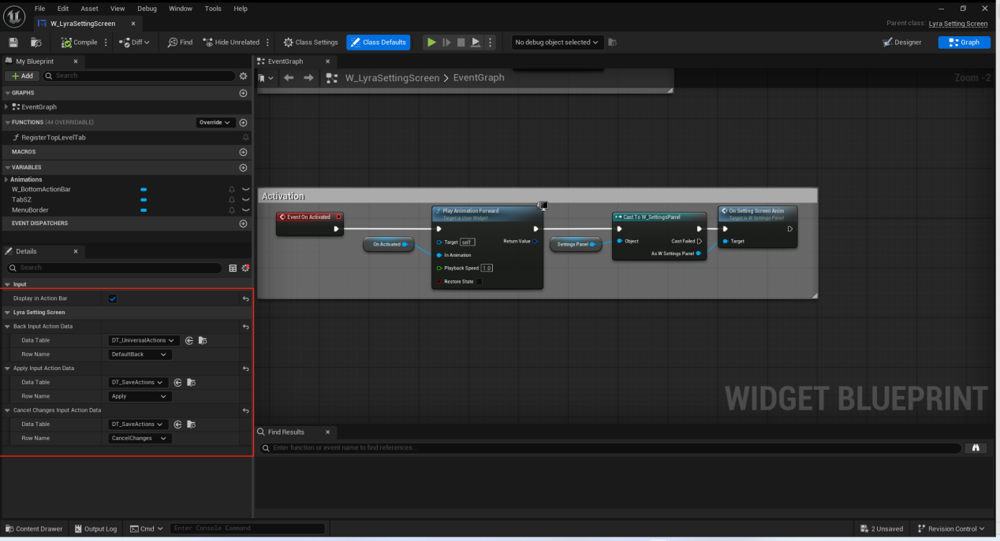 File Edit Asset View Debug Window Tools Help
W_LyraSettingScreen
Parent class: Lyra Setting Screen
Compile Diff Find Hide Unrelated Class Settings Class Defaults No debug object selected Designer Graph
My Blueprint
EventGraph
Add Search
W_LyraSettingScreen > EventGraph
Zoom -2
GRAPHS
EventGraph
FUNCTIONS (44 OVERRIDABLE) Override
RegisterTopLevelTab
MACROS
VARIABLES
Animations
W_BottomActionBar
TabSZ
MenuBorder
EVENT DISPATCHERS
Activation
Event On Activated
On Activated
Play Animation Forward
Target is User Widget
Target self
Return Value
In Animation
Playback Speed 1.0
Restore State
Settings Panel
Cast To W_SettingsPanel
Object Cast Failed
As W Settings Panel
On Setting Screen Anim
Target is W Settings Panel
Target
Details
Search
Input
Display in Action Bar
Lyra Setting Screen
Back Input Action Data
Data Table DT_UniversalActions
Row Name DefaultBack
Apply Input Action Data
Data Table DT_SaveActions
Row Name Apply
Cancel Changes Input Action Data
Data Table DT_SaveActions
Row Name CancelChanges
WIDGET BLUEPRINT
Find Results
Enter function or event name to find references...
Content Drawer Output Log Cmd Enter Console Command 2 Unsaved Revision Control